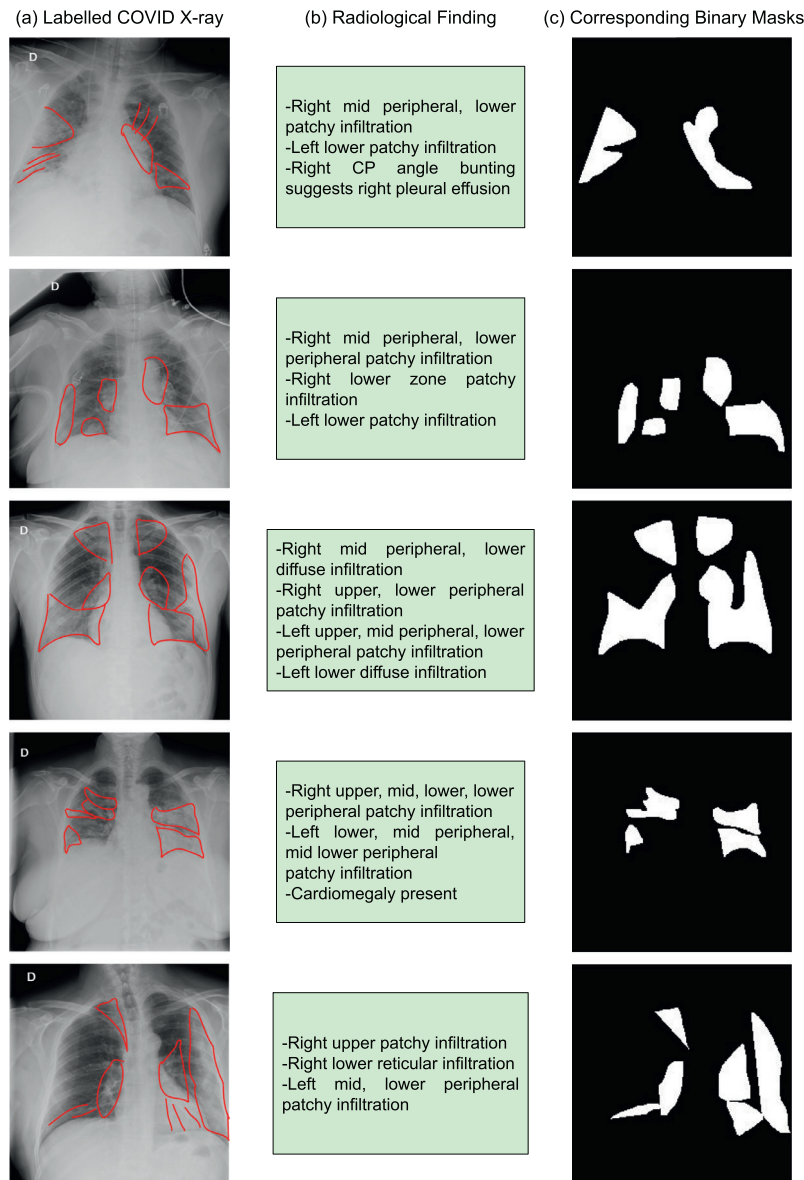 (a) Labelled COVID X-ray
(b) Radiological Finding
(c) Corresponding Binary Masks
D
-Right mid peripheral, lower
patchy infiltration
-Left lower patchy infiltration
-Right CP angle bunting
suggests right pleural effusion
D
-Right mid peripheral, lower
peripheral patchy infiltration
-Right lower zone patchy
infiltration
-Left lower patchy infiltration
D
-Right mid peripheral, lower
diffuse infiltration
-Right upper, lower peripheral
patchy infiltration
-Left upper, mid peripheral, lower
peripheral patchy infiltration
-Left lower diffuse infiltration
D
-Right upper, mid, lower, lower
peripheral patchy infiltration
-Left lower, mid peripheral,
mid lower peripheral
patchy infiltration
-Cardiomegaly present
D
-Right upper patchy infiltration
-Right lower reticular infiltration
-Left mid, lower peripheral
patchy infiltration